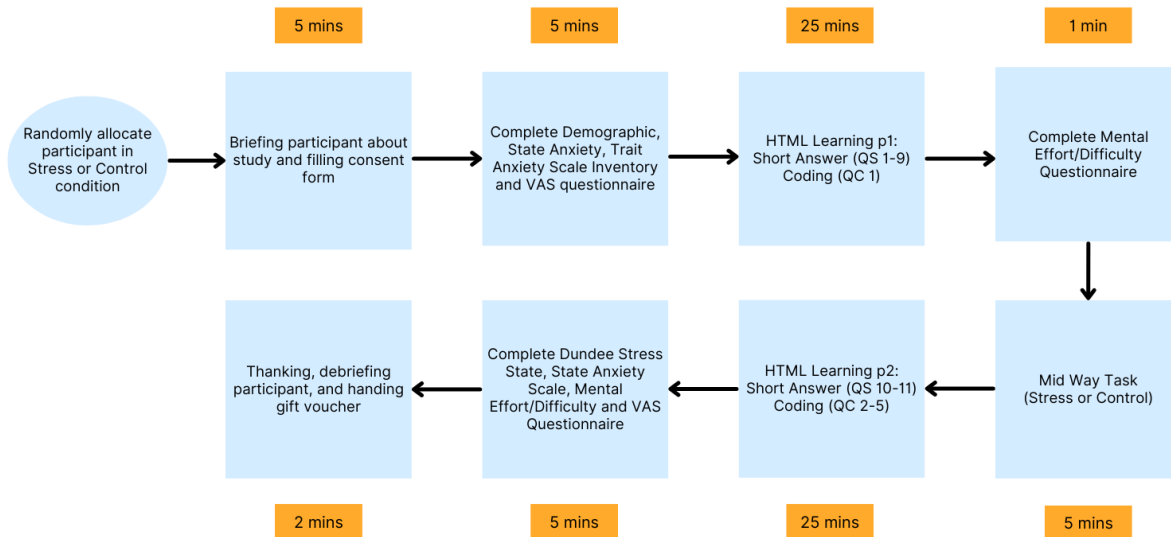 5 mins
5 mins
25 mins
1 min
Randomly allocate
participant in
Stress or Control
condition
Briefing participant about
study and filling consent
form
Complete Demographic,
State Anxiety, Trait
Anxiety Scale Inventory
and VAS questionnaire
HTML Learning p1:
Short Answer (QS 1-9)
Coding (QC 1)
Complete Mental
Effort/Difficulty
Questionnaire
Thanking, debriefing
participant, and handing
gift voucher
Complete Dundee Stress
State, State Anxiety
Scale, Mental
Effort/Difficulty and VAS
Questionnaire
HTML Learning p2:
Short Answer (QS 10-11)
Coding (QC 2-5)
Mid Way Task
(Stress or Control)
2 mins
5 mins
25 mins
5 mins